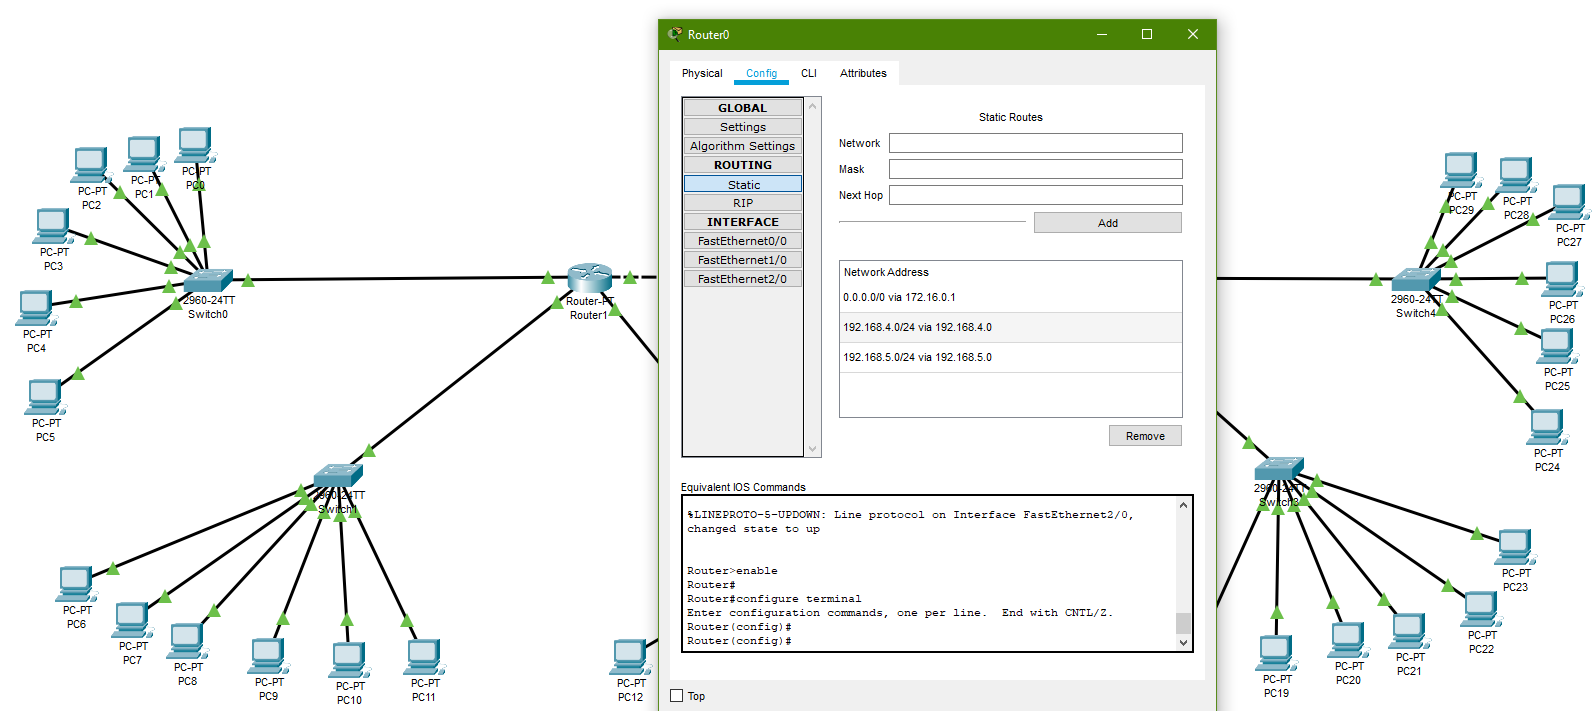 Router0
Physical
Config
CLI
Attributes
GLOBAL
Settings
Algorithm Settings
ROUTING
Static
RIP
INTERFACE
FastEthernet0/0
FastEthernet1/0
FastEthernet2/0
Static Routes
Network
Mask
Next Hop
Add
Network Address
0.0.0.0/0 via 172.16.0.1
192.168.4.0/24 via 192.168.4.0
192.168.5.0/24 via 192.168.5.0
Remove
Equivalent IOS Commands
%LINEPROTO-5-UPDOWN: Line protocol on Interface FastEthernet2/0,
changed state to up
Router>enable
Router#
Router#configure terminal
Enter configuration commands, one per line.  End with CNTL/Z.
Router(config)#
Router(config)#
Top
PC-PT
PC0
PC-PT
PC1
PC-PT
PC2
PC-PT
PC3
PC-PT
PC4
PC-PT
PC5
2960-24TT
Switch0
Router-PT
Router1
2960-24TT
Switch1
PC-PT
PC6
PC-PT
PC7
PC-PT
PC8
PC-PT
PC9
PC-PT
PC10
PC-PT
PC11
PC-PT
PC12
PC-PT
PC29
PC-PT
PC28
PC-PT
PC27
PC-PT
PC26
PC-PT
PC25
PC-PT
PC24
2960-24TT
Switch4
2960-24TT
Switch3
PC-PT
PC23
PC-PT
PC22
PC-PT
PC21
PC-PT
PC20
PC-PT
PC19